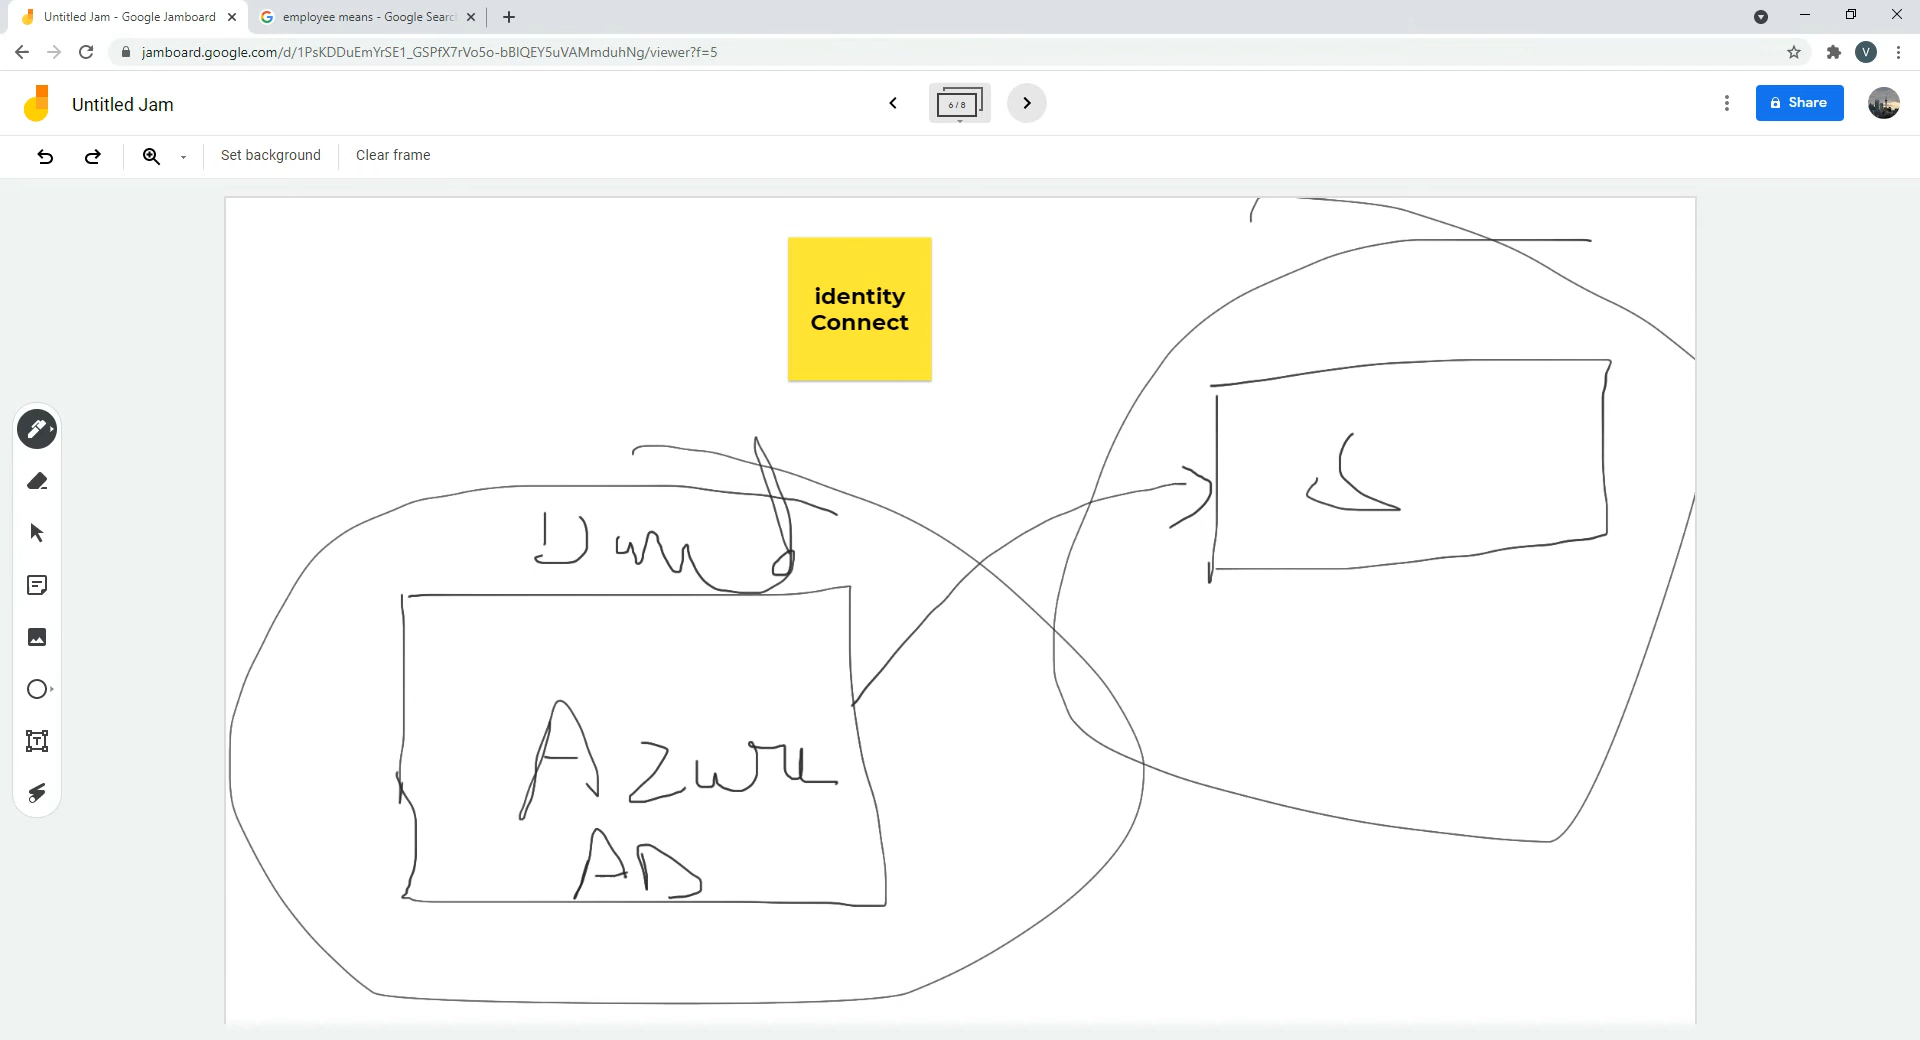 Untitled Jam - Google Jamboard
employee means - Google Searc
jamboard.google.com/d/1PsKDDuEmYrSE1_GSPfX7rVo5o-bBlQEY5uVAMmduhNg/viewer?f=5
V
Untitled Jam
6 / 8
Share
Set background
Clear frame
identity
Connect
Azure
AD